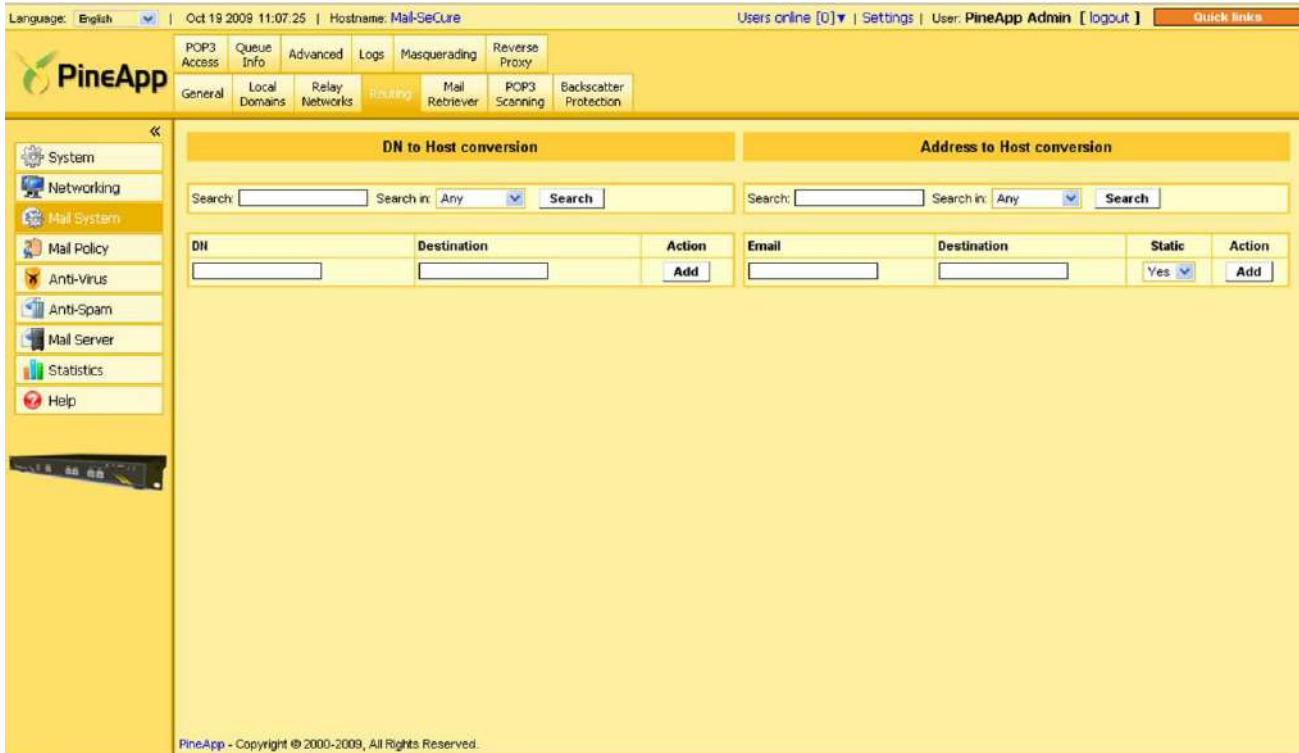 Language: English | Oct 19 2009 11:07:25 | Hostname: Mail-SeCure Users online [0]▼ | Settings | User: PineApp Admin [ logout ] Quick links
PineApp
POP3 Access Queue Info Advanced Logs Masquerading Reverse Proxy
General Local Domains Relay Networks Routing Mail Retriever POP3 Scanning Backscatter Protection
«
System
Networking
Mail System
Mail Policy
Anti-Virus
Anti-Spam
Mail Server
Statistics
Help
DN to Host conversion
Search: Search in: Any Search
DN Destination Action
Add
Address to Host conversion
Search: Search in: Any Search
Email Destination Static Action
Yes Add
PineApp - Copyright © 2000-2009, All Rights Reserved.